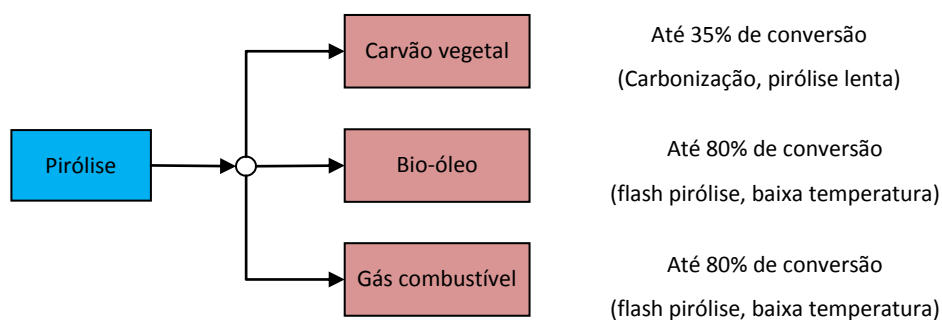 Pirólise
Carvão vegetal
Até 35% de conversão
(Carbonização, pirólise lenta)
Bio-óleo
Até 80% de conversão
(flash pirólise, baixa temperatura)
Gás combustível
Até 80% de conversão
(flash pirólise, baixa temperatura)